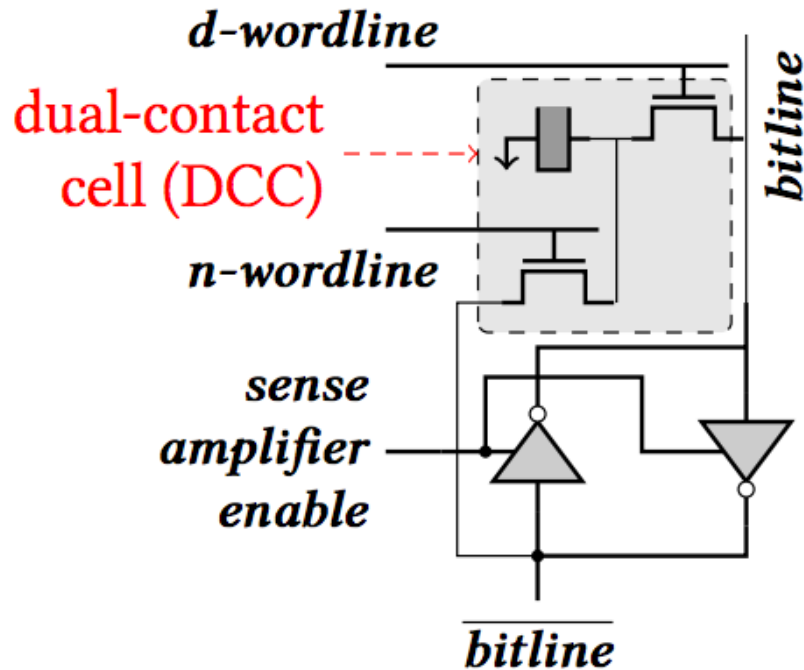 d-wordline
bitline
dual-contact
cell (DCC)
n-wordline
sense
amplifier
enable
bitline